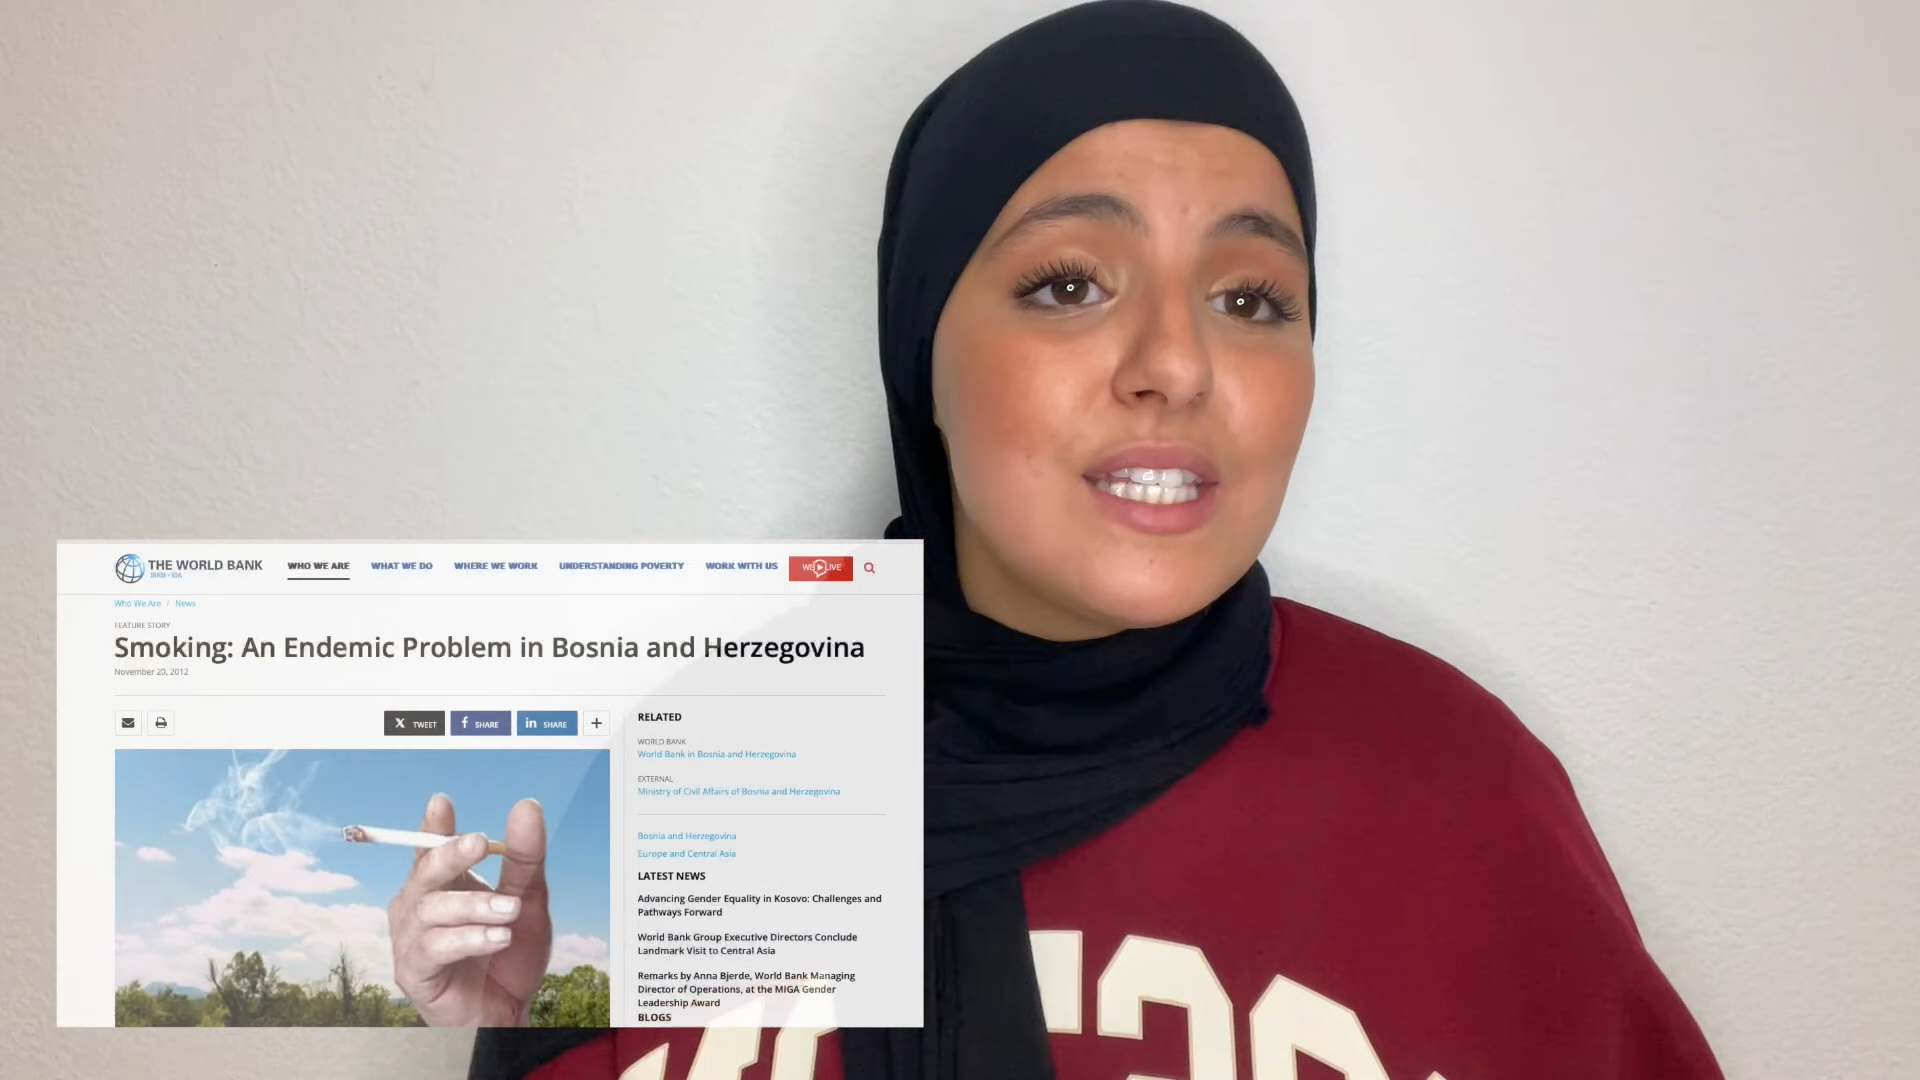 THE WORLD BANK
IBRD • IDA
WHO WE ARE
WHAT WE DO
WHERE WE WORK
UNDERSTANDING POVERTY
WORK WITH US
LIVE
Who We Are / News
FEATURE STORY
Smoking: An Endemic Problem in Bosnia and Herzegovina
November 20, 2012
TWEET
f SHARE
in SHARE
+
RELATED
WORLD BANK
World Bank in Bosnia and Herzegovina
EXTERNAL
Ministry of Civil Affairs of Bosnia and Herzegovina
Bosnia and Herzegovina
Europe and Central Asia
LATEST NEWS
Advancing Gender Equality in Kosovo: Challenges and
Pathways Forward
World Bank Group Executive Directors Conclude
Landmark Visit to Central Asia
Remarks by Anna Bjerde, World Bank Managing
Director of Operations, at the MIGA Gender
Leadership Award
BLOGS